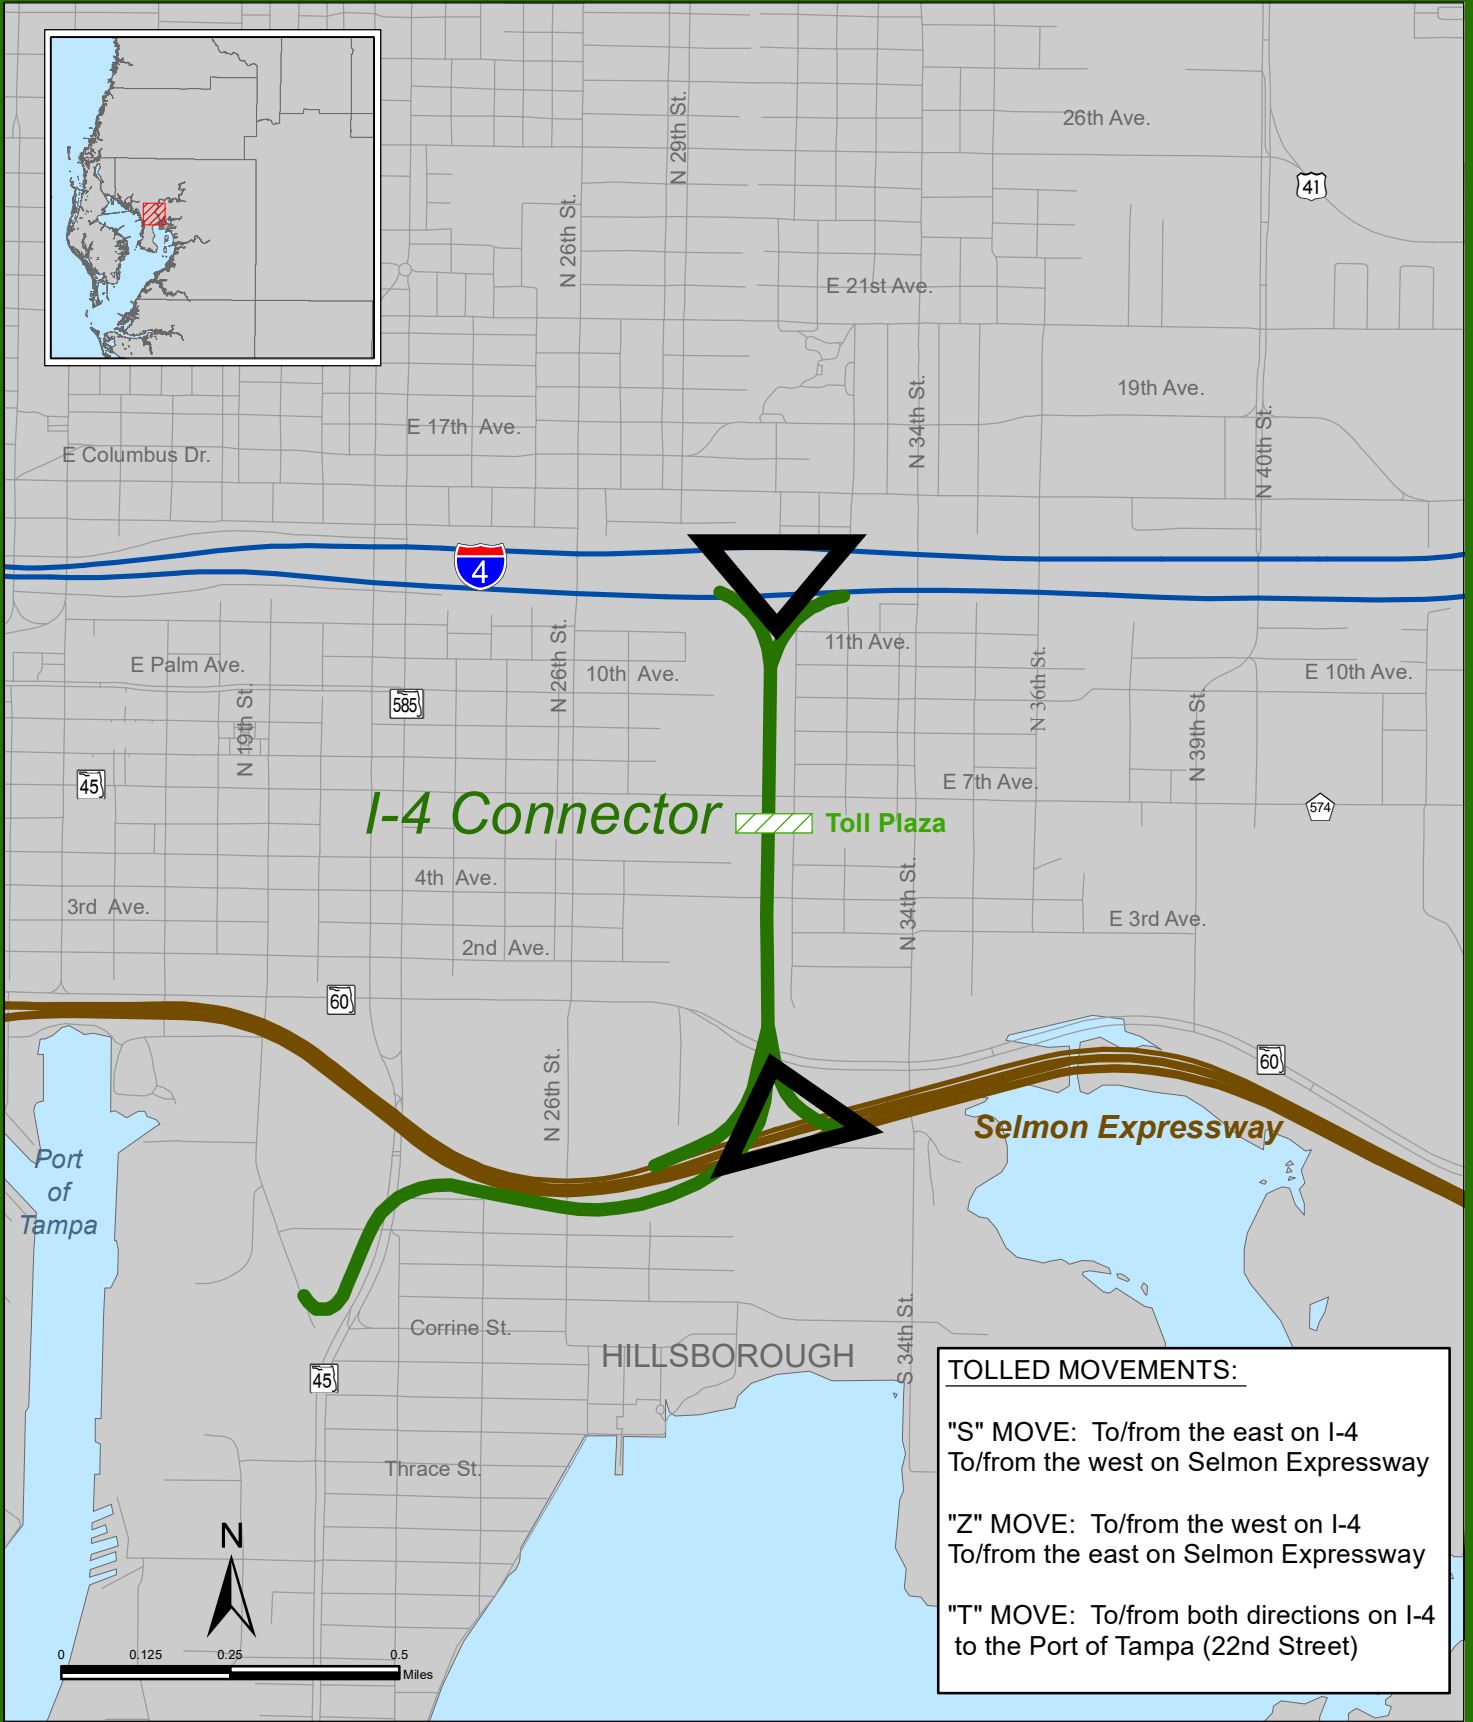 26th Ave.
N 29th St.
41
N 26th St.
E 21st Ave.
19th Ave.
N 34th St.
E 17th  Ave.
N 40th St.
E Columbus Dr.
4
11th Ave.
E Palm Ave.
N 26th St.
10th  Ave.
N 36th St.
E 10th Ave.
585
N 19th St.
N 39th St.
45
E 7th Ave.
574
I-4 Connector
Toll Plaza
4th  Ave.
3rd  Ave.
N 34th St.
E 3rd Ave.
2nd  Ave.
60
60
N 26th St.
Selmon Expressway
Port
of
Tampa
Corrine St.
HILLSBOROUGH
S 34th St.
45
Thrace St.
N
0
0.125
0.25
0.5
Miles
TOLLED MOVEMENTS:
"S" MOVE:  To/from the east on I-4
To/from the west on Selmon Expressway
"Z" MOVE:  To/from the west on I-4
To/from the east on Selmon Expressway
"T" MOVE:  To/from both directions on I-4
to the Port of Tampa (22nd Street)